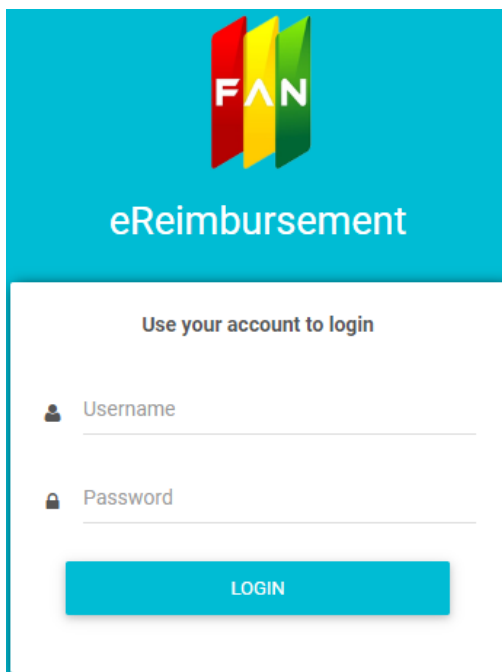 FAN
eReimbursement
Use your account to login
Username
Password
LOGIN